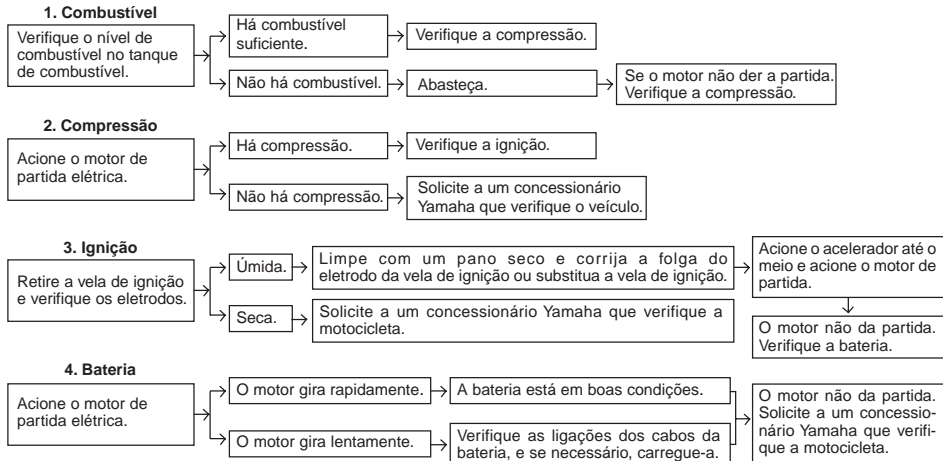 1. Combustível
Verifique o nível de
combustível no tanque
de combustível.
Há combustível
suficiente.
Verifique a compressão.
Não há combustível.
Abasteça.
Se o motor não der a partida.
Verifique a compressão.
2. Compressão
Acione o motor de
partida elétrica.
Há compressão.
Verifique a ignição.
Não há compressão.
Solicite a um concessionário
Yamaha que verifique o veículo.
3. Ignição
Retire a vela de ignição
e verifique os eletrodos.
Úmida.
Limpe com um pano seco e corrija a folga do
eletrodo da vela de ignição ou substitua a vela de ignição.
Acione o acelerador até o
meio e acione o motor de
partida.
Seca.
Solicite a um concessionário Yamaha que verifique a
motocicleta.
O motor não da partida.
Verifique a bateria.
4. Bateria
Acione o motor de
partida elétrica.
O motor gira rapidamente.
A bateria está em boas condições.
O motor gira lentamente.
Verifique as ligações dos cabos da
bateria, e se necessário, carregue-a.
O motor não da partida.
Solicite a um concessio-
nário Yamaha que verifi-
que a motocicleta.